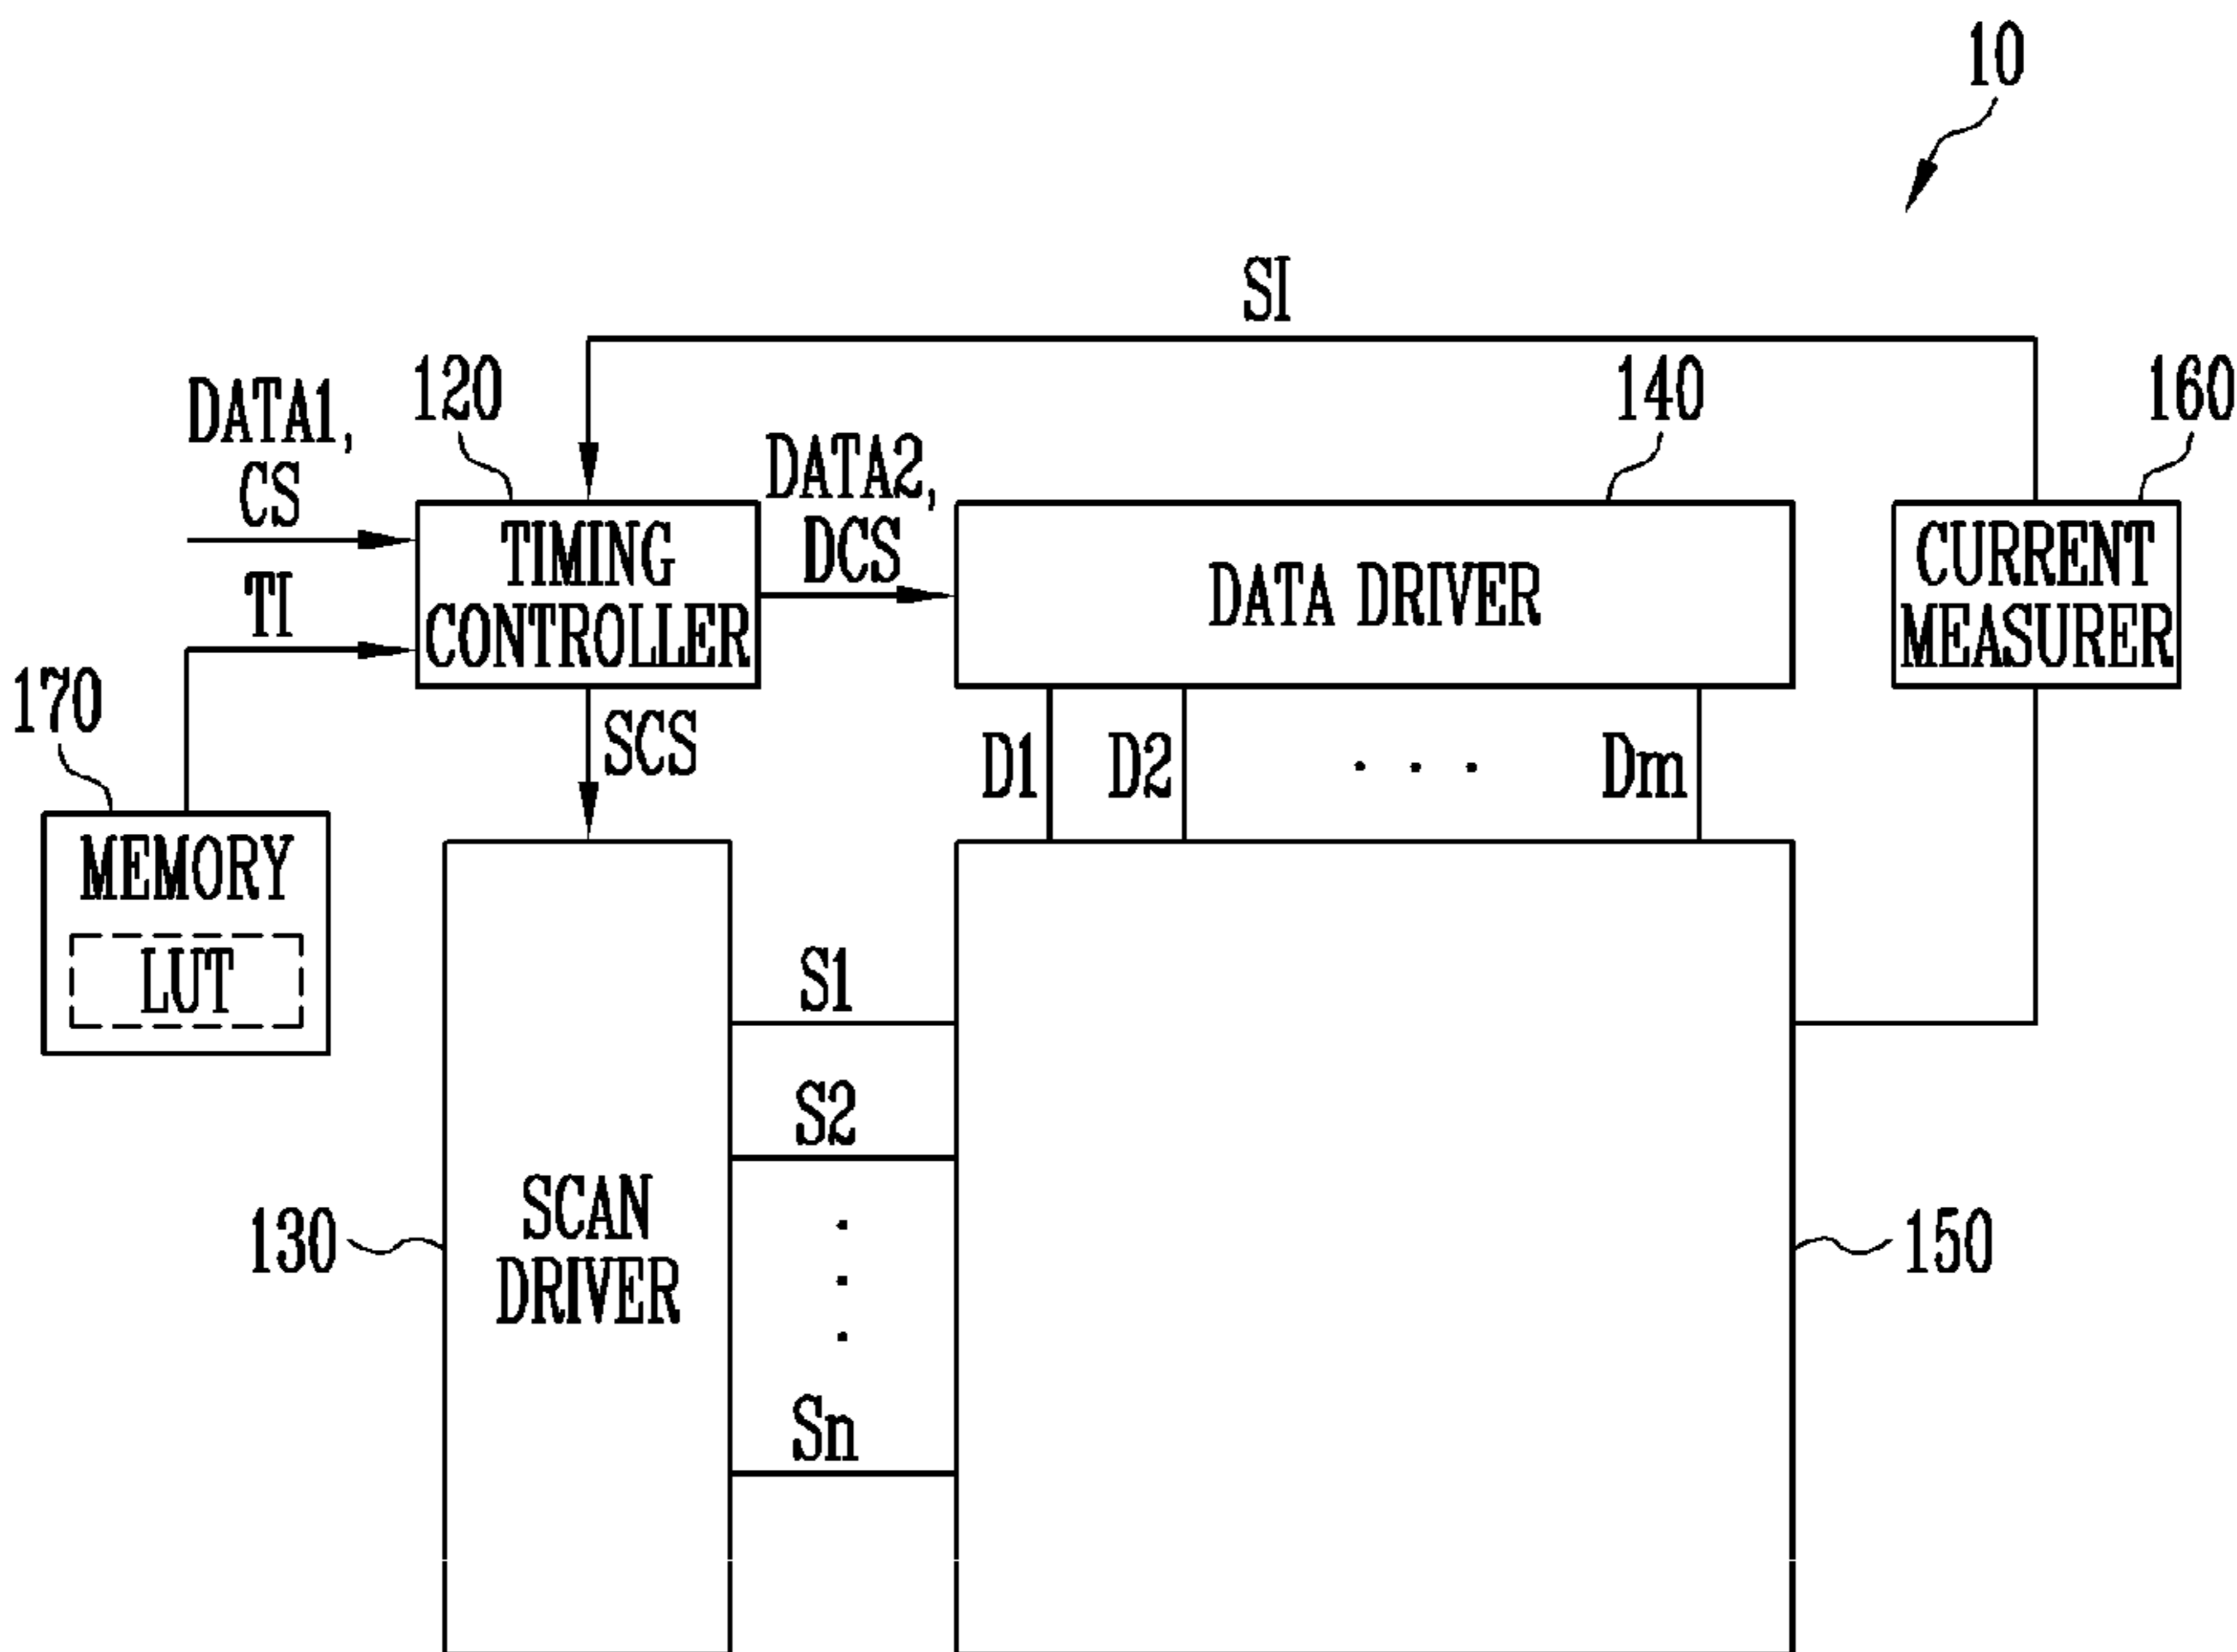 10
SI
120
140
160
DATA1,
CS
DATA2,
DCS
TIMING
CONTROLLER
DATA DRIVER
CURRENT
MEASURER
TI
170
SCS
D1
D2
. . .
Dm
MEMORY
LUT
S1
S2
SCAN
DRIVER
130
150
Sn